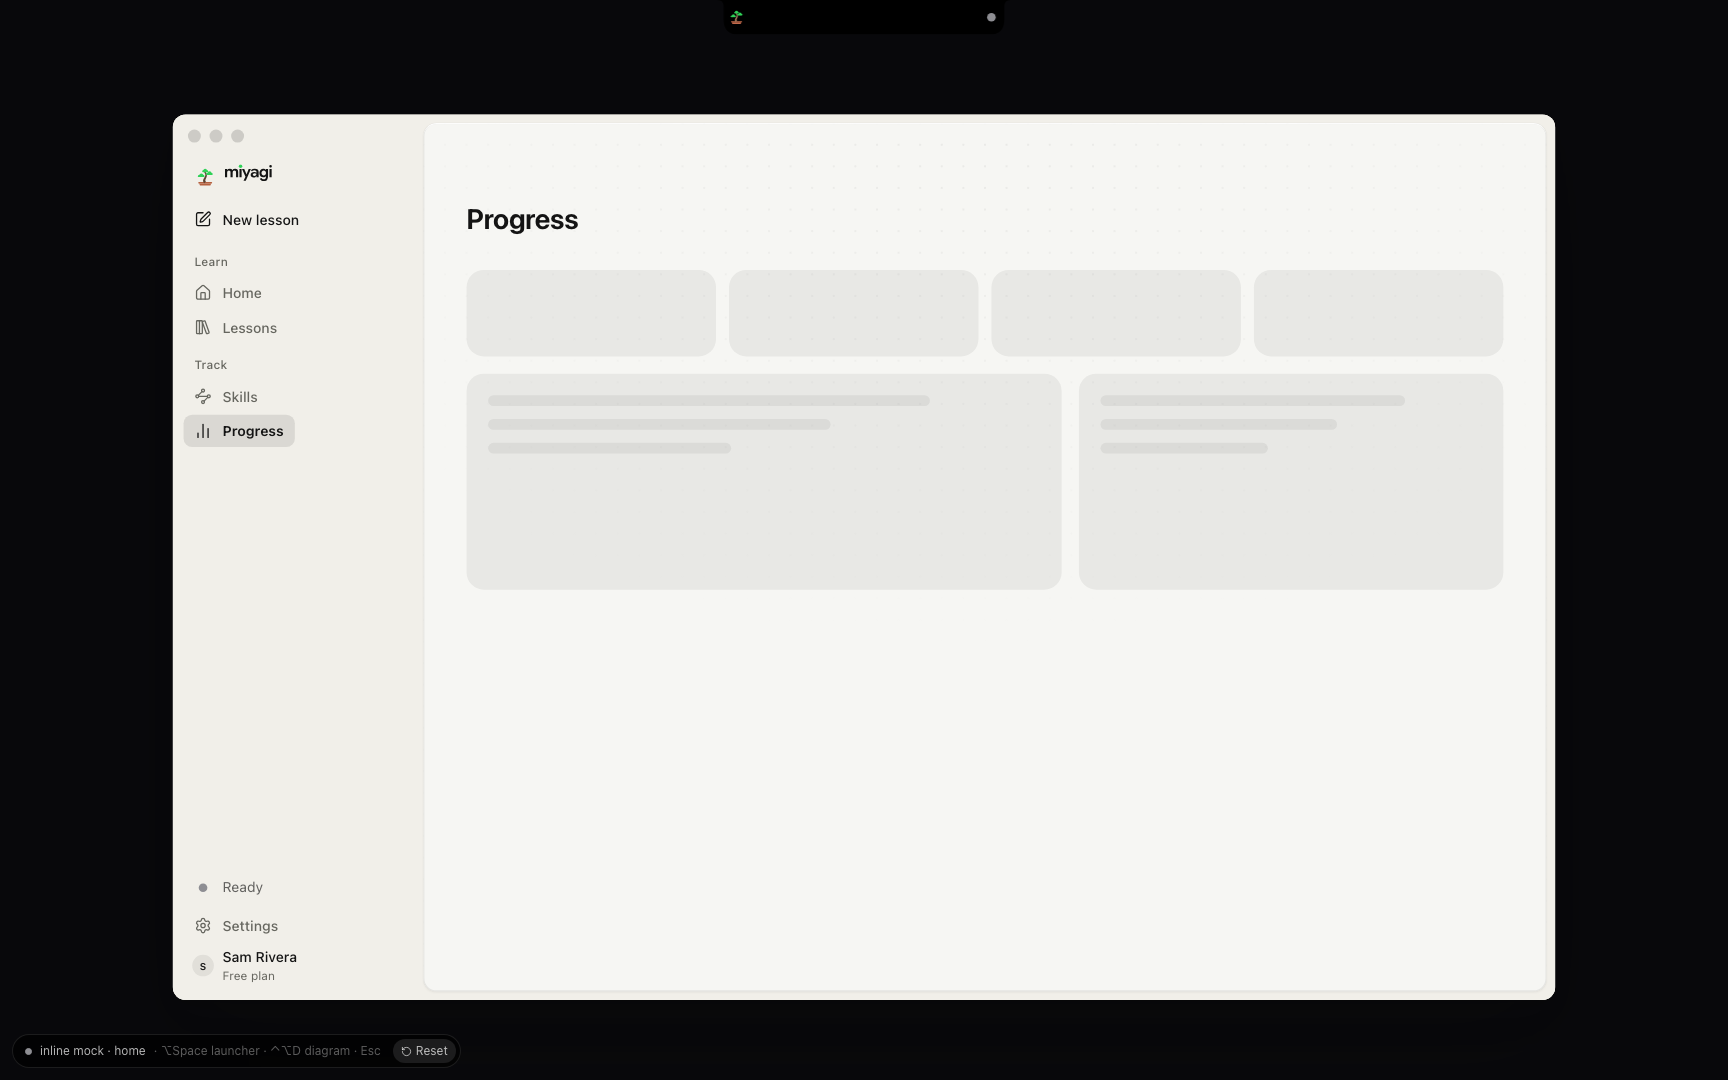 miyagi
New lesson
Learn
Home
Lessons
Track
Skills
Progress
Ready
Settings
S
Sam Rivera
Free plan
Progress
inline mock · home · ⌥Space launcher · ^⌥D diagram · Esc
Reset